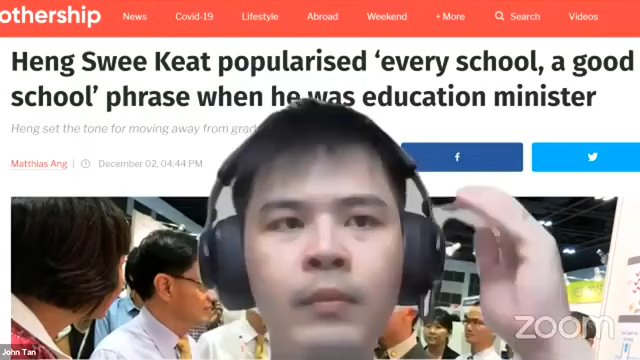 othership
News Covid-19 Lifestyle Abroad Weekend + More Search Videos
Heng Swee Keat popularised ‘every school, a good
school’ phrase when he was education minister
Heng set the tone for moving away from
Matthias Ang | December 02, 04:44 PM
zoom
John Tan